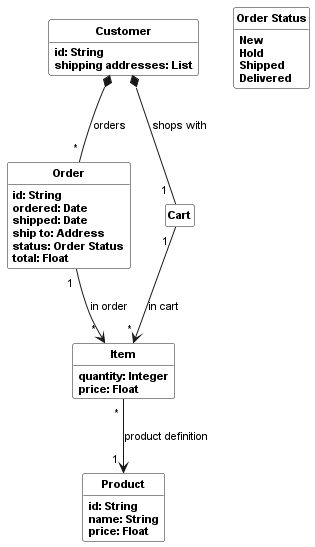 Customer
id: String
shipping addresses: List
Order Status
New
Hold
Shipped
Delivered
orders
shops with
*
1
Order
id: String
ordered: Date
shipped: Date
ship to: Address
status: Order Status
total: Float
Cart
1
1
in order
in cart
*
*
Item
quantity: Integer
price: Float
*
product definition
1
Product
id: String
name: String
price: Float